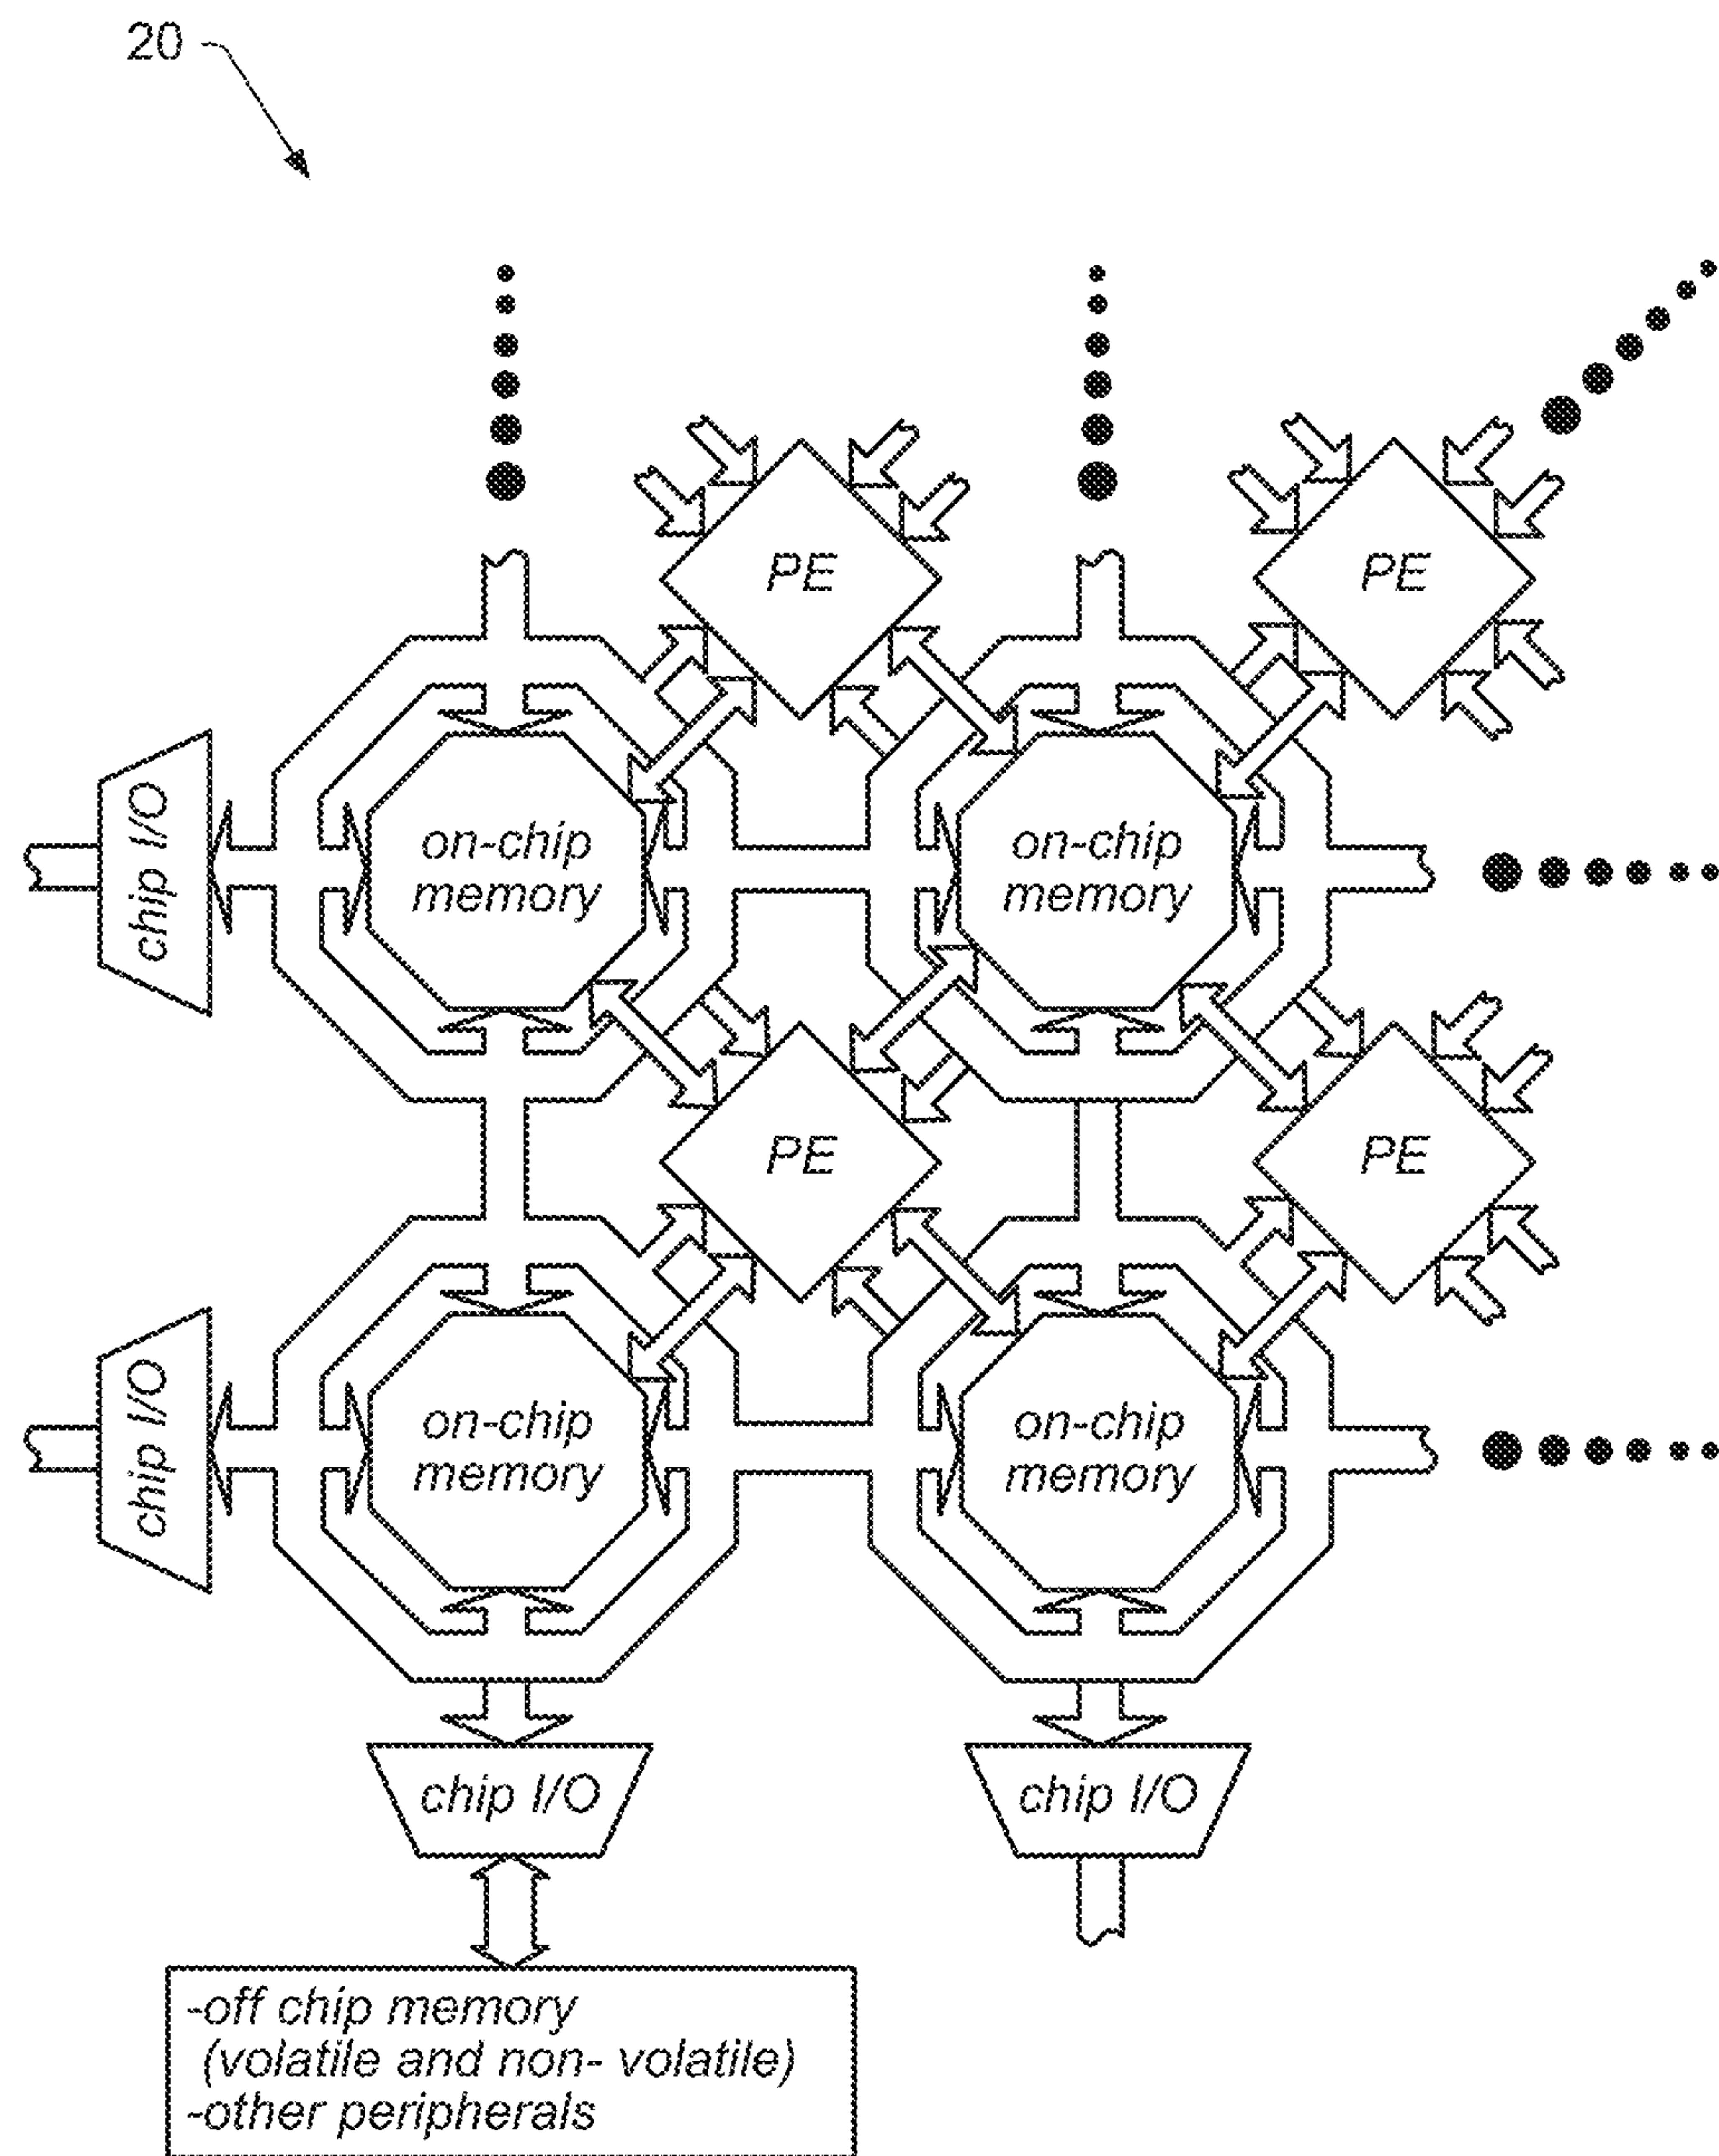 20
PE
PE
chip I/O
on-chip
memory
on-chip
memory
PE
PE
chip I/O
on-chip
memory
on-chip
memory
chip I/O
chip I/O
-off chip memory
(volatile and non- volatile)
-other peripherals